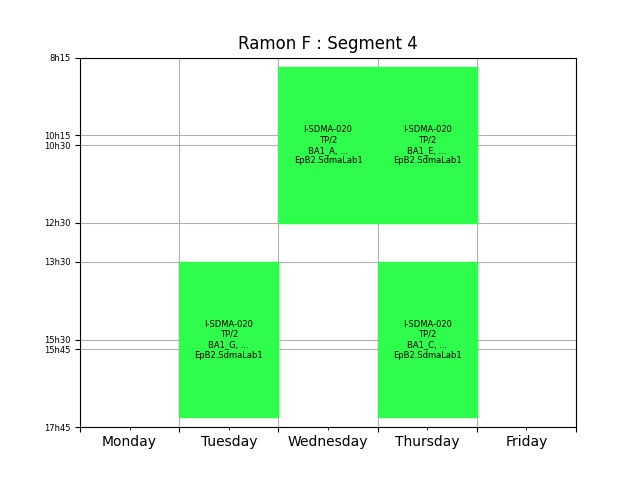 Ramon F : Segment 4
8h15
10h15
10h30
12h30
13h30
15h30
15h45
17h45
I-SDMA-020
TP/2
BA1_A, ...
EpB2.SdmaLab1
I-SDMA-020
TP/2
BA1_E, ...
EpB2.SdmaLab1
I-SDMA-020
TP/2
BA1_G, ...
EpB2.SdmaLab1
I-SDMA-020
TP/2
BA1_C, ...
EpB2.SdmaLab1
Monday Tuesday Wednesday Thursday Friday